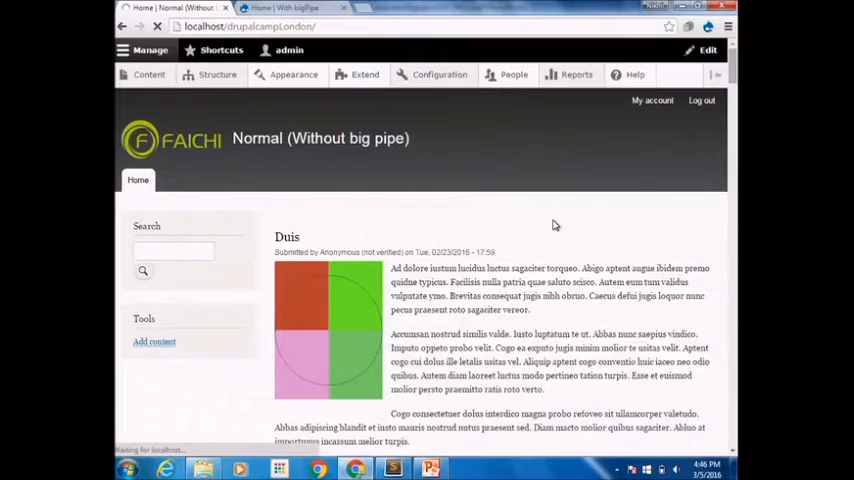 Home | Normal (Without
Home | With bigPipe
localhost/drupalcampLondon/
Manage
Shortcuts
admin
Edit
Content
Structure
Appearance
Extend
Configuration
People
Reports
Help
My account
Log out
FAICHI
Normal (Without big pipe)
Home
Search
Tools
Add content
Duis
Submitted by Anonymous (not verified) on Tue, 02/23/2016 - 17:59
Ad dolore iustum lucidus luctus sagaciter torqueo. Abigo aptent augue ibidem premo
quidne typicus. Facilisis nulla patria quae saluto scisco. Autem eum tum validus
vulputate ymo. Brevitas consequat jugis nibh obruo. Caecus defui jugis loquor nunc
pecus praesent roto sagaciter vereor.
Accumsan nostrud similis valde. Iusto luptatum te ut. Abbas nunc saepius vindico.
Imputo oppeto probo velit. Cogo ea exputo jugis minim molior te usitas velit. Aptent
cogo cui dolus ille letalis usitas vel. Aliquip aptent cogo conventio huic iaceo neo os
quibus. Autem diam laoreet luctus modo pertineo tation turpis. Esse et euismod
molior persto praemitto ratis roto verto.
Cogo consectetuer dolus interdico magna probo refoveo sit ullamcorper valetudo.
Abbas adipiscing blandit et iusto mauris nostrud nutus praesent sed. Diam macto molior quibus sagaciter. Abluo at
importunus incassum melior turpis.
Waiting for localhost...
4:46 PM
3/5/2016